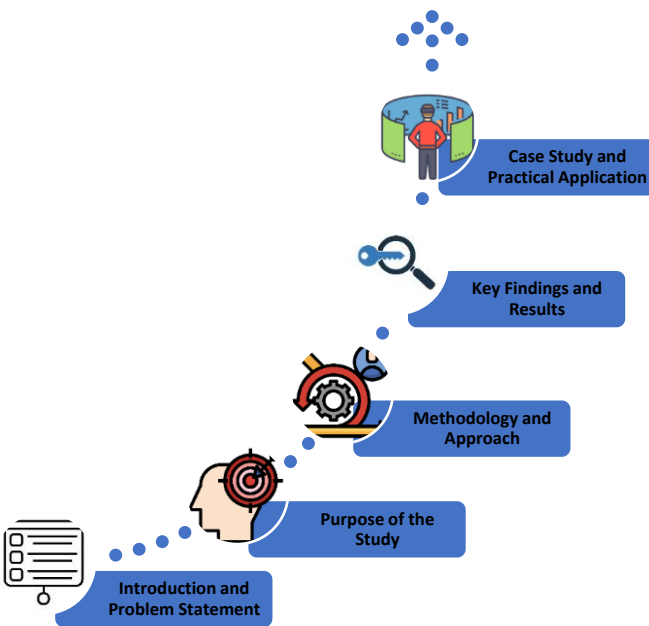 Case Study and
Practical Application
Key Findings and
Results
Methodology and
Approach
Purpose of the
Study
Introduction and
Problem Statement